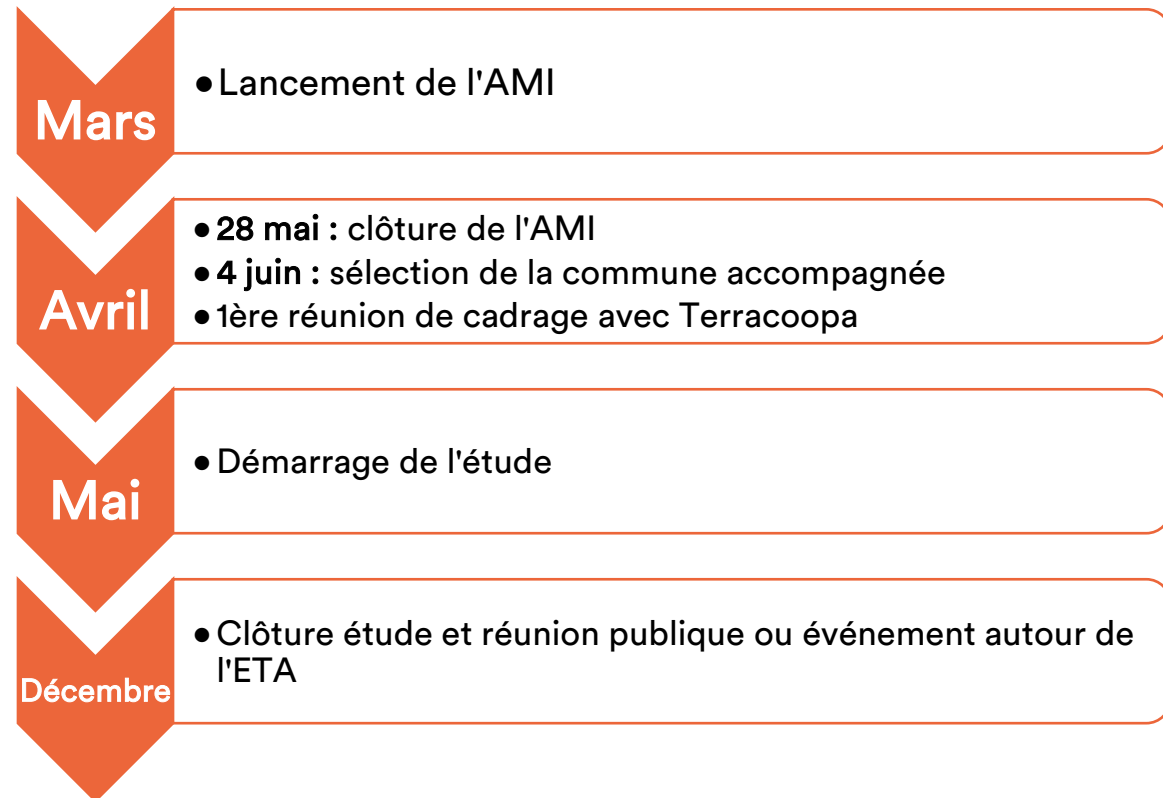 Mars
•Lancement de l'AMI
Avril
•28 mai : clôture de l'AMI
•4 juin : sélection de la commune accompagnée
•1ère réunion de cadrage avec Terracoopa
Mai
•Démarrage de l'étude
Décembre
•Clôture étude et réunion publique ou événement autour de
l'ETA